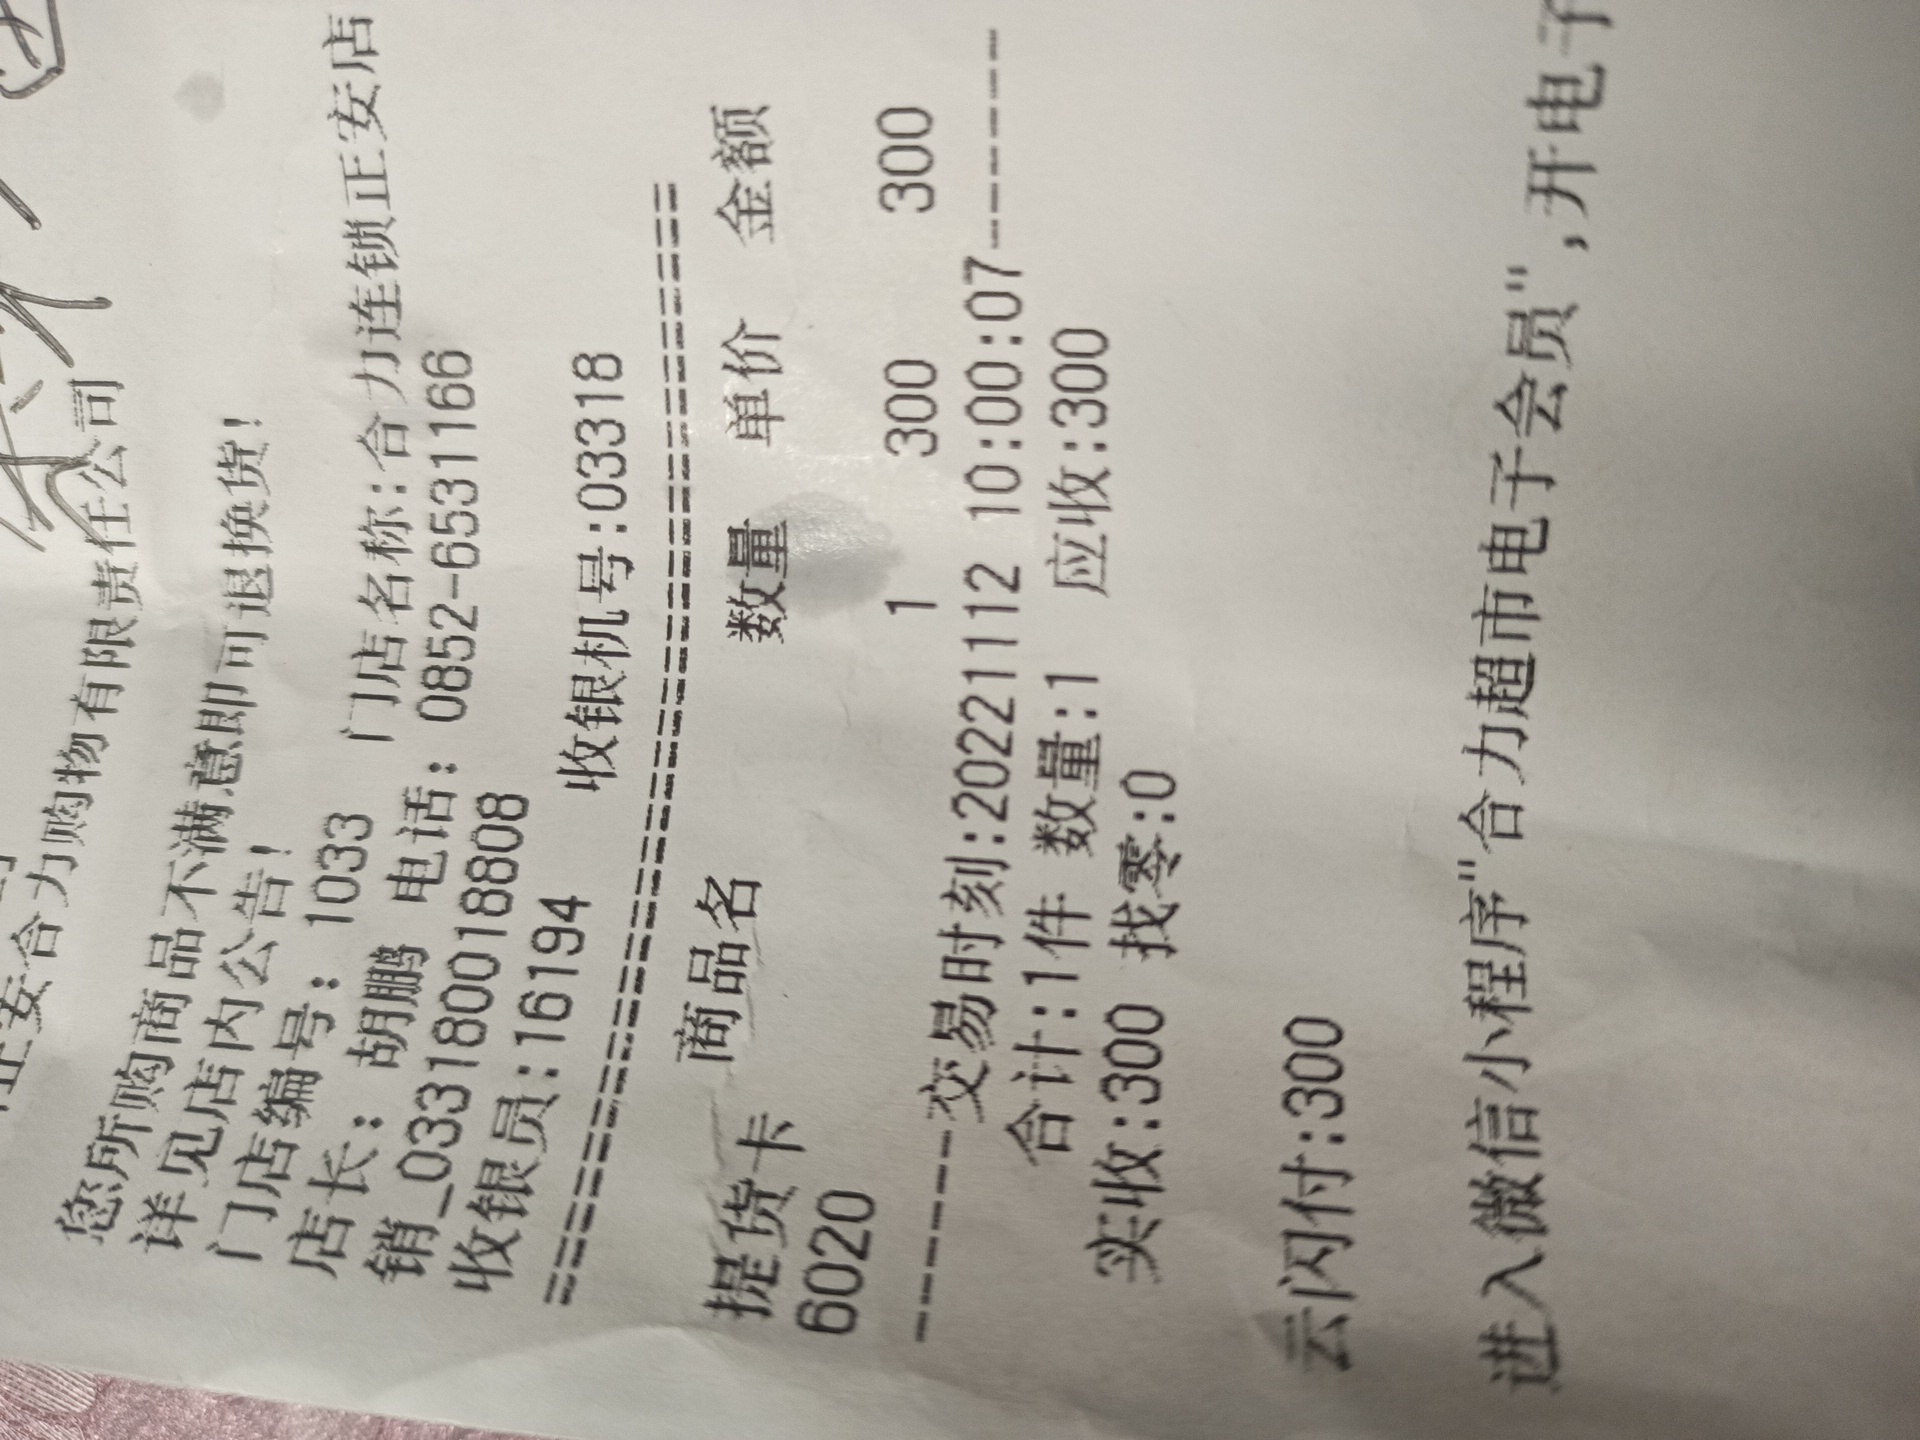 正安合力购物有限责任公司
您所购商品不满意即可退换货!
详见店内公告!
门店编号: 1033 门店名称:合力连锁正安店
店长: 胡鹏 电话: 0852-6531166
销_0331800188​08
收银员:16194 收银机号:03318
==========================================
商品名 数量 单价 金额
提货卡
6020 1 300 300
--------交易时刻:20221112 10:00:07--------
合计:1件 数量:1 应收:300
实收:300 找零:0
云闪付:300
进入微信小程序"合力超市电子会员",开电子